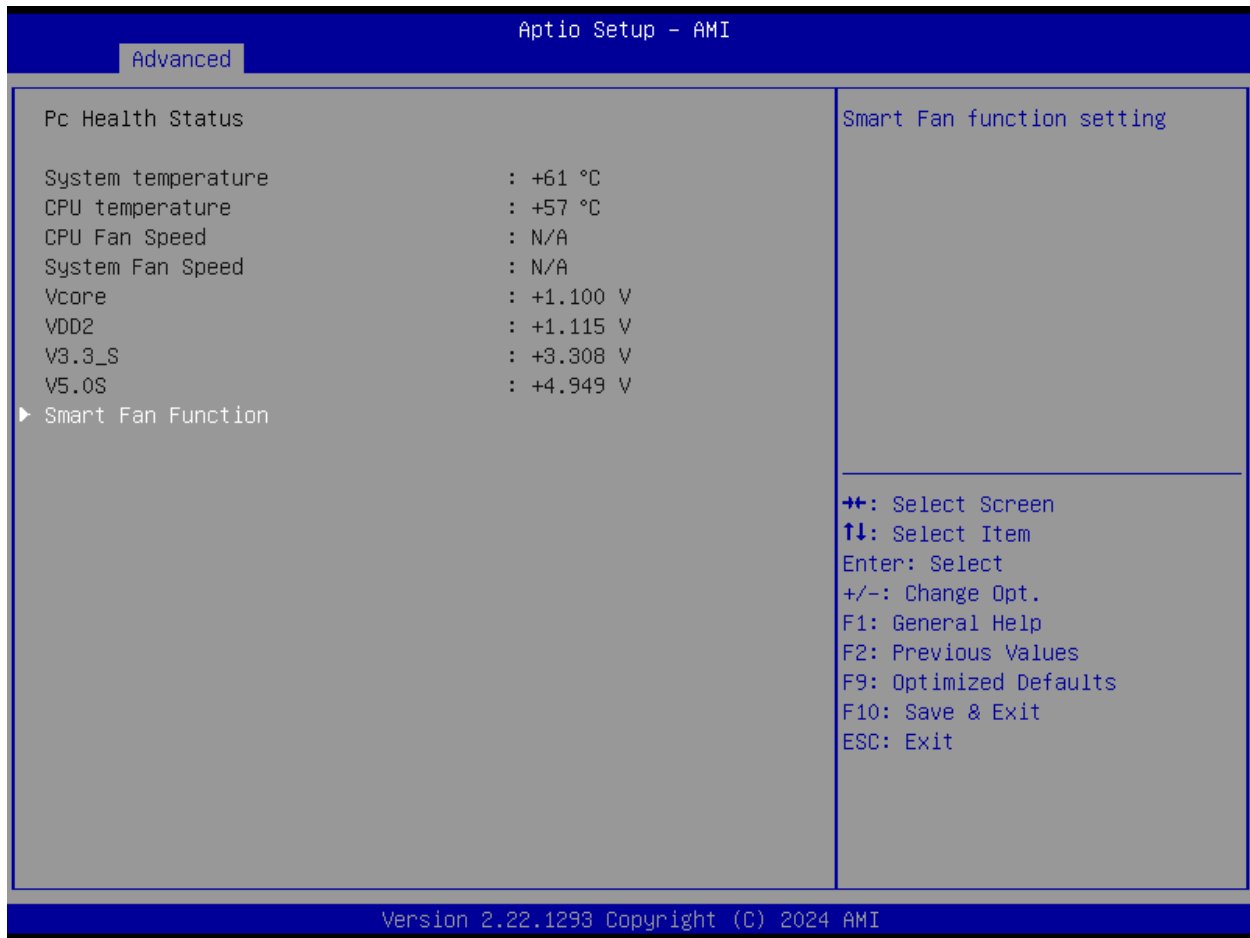 Aptio Setup – AMI
Advanced
Pc Health Status
System temperature : +61 °C
CPU temperature : +57 °C
CPU Fan Speed : N/A
System Fan Speed : N/A
Vcore : +1.100 V
VDD2 : +1.115 V
V3.3_S : +3.308 V
V5.0S : +4.949 V
Smart Fan Function
Smart Fan function setting
→←: Select Screen
↑↓: Select Item
Enter: Select
+/-: Change Opt.
F1: General Help
F2: Previous Values
F9: Optimized Defaults
F10: Save & Exit
ESC: Exit
Version 2.22.1293 Copyright (C) 2024 AMI